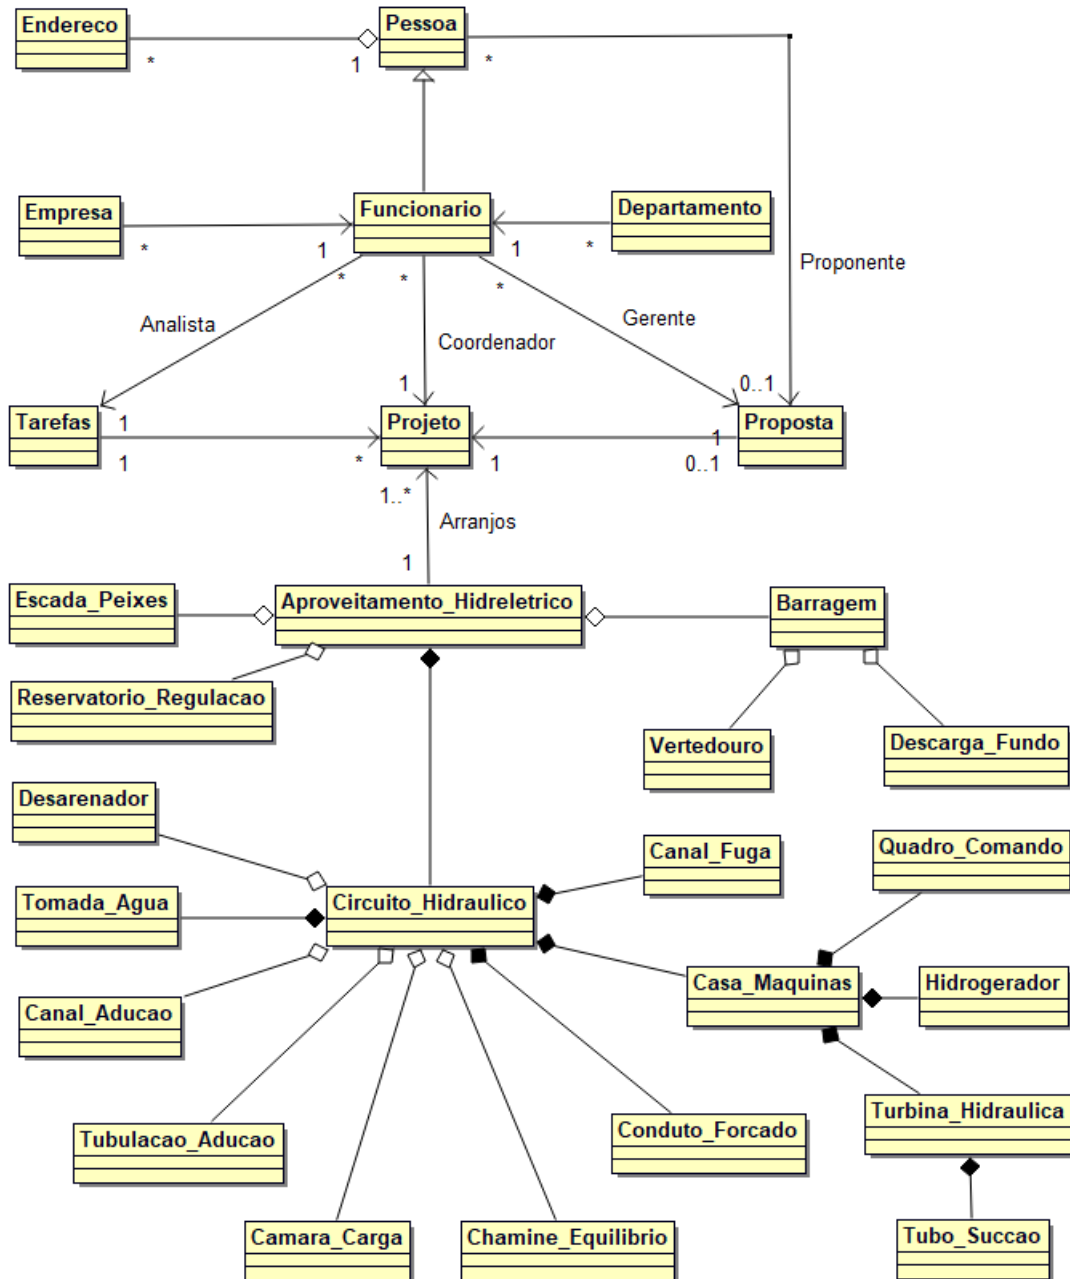 Endereco
Pessoa
*
1
*
Empresa
Funcionario
Departamento
*
1
1
*
Proponente
*
*
*
Analista
Coordenador
Gerente
1
0..1
Tarefas
1
Projeto
Proposta
1
1
*
1
0..1
1..*
Arranjos
1
Escada_Peixes
Aproveitamento_Hidreletrico
Barragem
Reservatorio_Regulacao
Vertedouro
Descarga_Fundo
Desarenador
Canal_Fuga
Quadro_Comando
Tomada_Agua
Circuito_Hidraulico
Casa_Maquinas
Hidrogerador
Canal_Aducao
Turbina_Hidraulica
Tubulacao_Aducao
Conduto_Forcado
Camara_Carga
Chamine_Equilibrio
Tubo_Succao